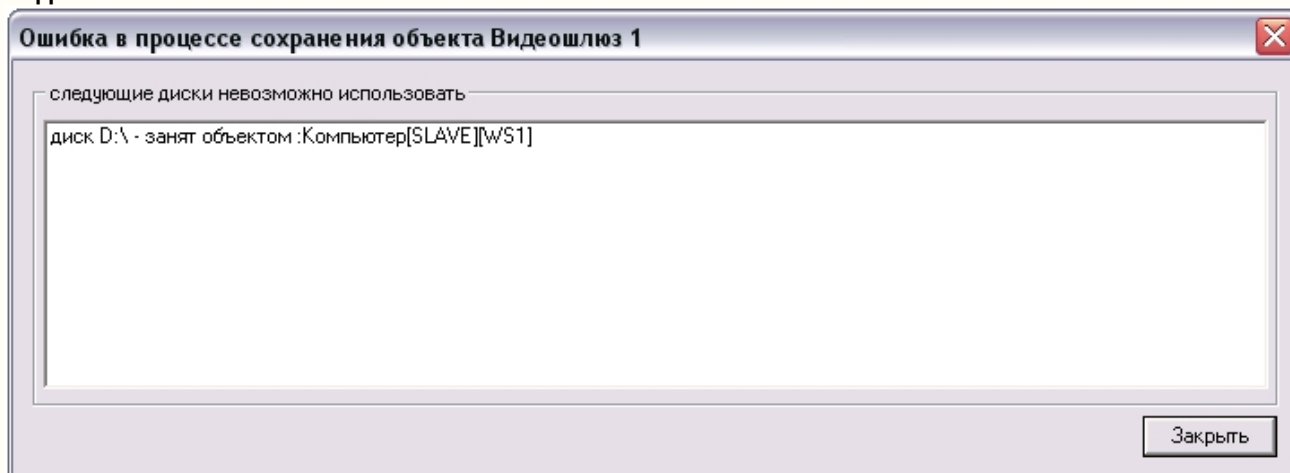 Ошибка в процессе сохранения объекта Видеошлюз 1
следующие диски невозможно использовать
диск D:\ - занят объектом :Компьютер[SLAVE][WS1]
Закрыть